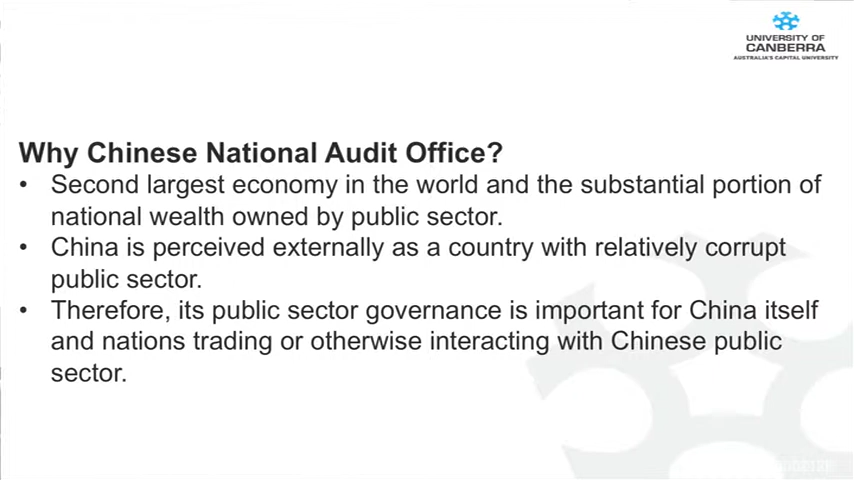 UNIVERSITY OF
CANBERRA
AUSTRALIA'S CAPITAL UNIVERSITY
Why Chinese National Audit Office?
• Second largest economy in the world and the substantial portion of
national wealth owned by public sector.
• China is perceived externally as a country with relatively corrupt
public sector.
• Therefore, its public sector governance is important for China itself
and nations trading or otherwise interacting with Chinese public
sector.